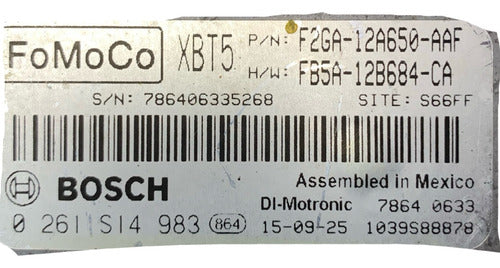 FoMoCo XBT5 P/N: F2GA-12A650-AAF
H/W: FB5A-12B684-CA
S/N: 786406335268 SITE: S66FF
BOSCH Assembled in Mexico
DI-Motronic 7864 0633
0 261 S14 983 864 15-09-25 1039S88878